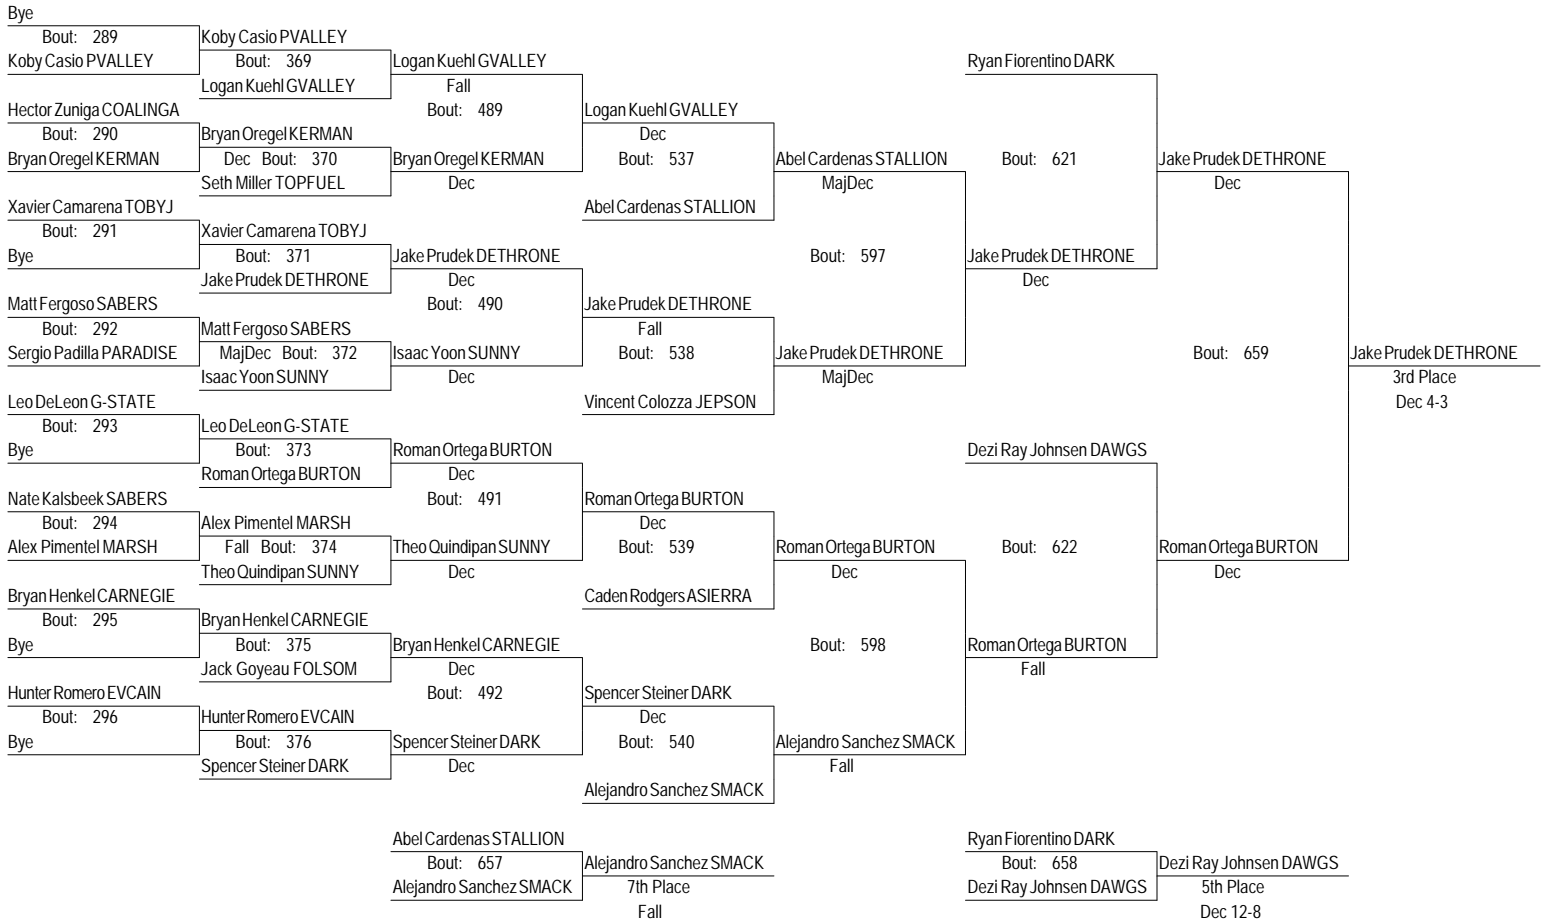 Bye
Bout: 289
Koby Casio PVALLEY
Hector Zuniga COALINGA
Bout: 290
Bryan Oregel KERMAN
Xavier Camarena TOBYJ
Bout: 291
Bye
Matt Fergoso SABERS
Bout: 292
Sergio Padilla PARADISE
Leo DeLeon G-STATE
Bout: 293
Bye
Nate Kalsbeek SABERS
Bout: 294
Alex Pimentel MARSH
Bryan Henkel CARNEGIE
Bout: 295
Bye
Hunter Romero EVCAIN
Bout: 296
Bye
Koby Casio PVALLEY
Bout: 369
Logan Kuehl GVALLEY
Bryan Oregel KERMAN
Dec Bout: 370
Seth Miller TOPFUEL
Xavier Camarena TOBYJ
Bout: 371
Jake Prudek DETHRONE
Matt Fergoso SABERS
MajDec Bout: 372
Isaac Yoon SUNNY
Leo DeLeon G-STATE
Bout: 373
Roman Ortega BURTON
Alex Pimentel MARSH
Fall Bout: 374
Theo Quindipan SUNNY
Bryan Henkel CARNEGIE
Bout: 375
Jack Goyeau FOLSOM
Hunter Romero EVCAIN
Bout: 376
Spencer Steiner DARK
Logan Kuehl GVALLEY
Fall
Bout: 489
Bryan Oregel KERMAN
Dec
Jake Prudek DETHRONE
Dec
Bout: 490
Isaac Yoon SUNNY
Dec
Roman Ortega BURTON
Dec
Bout: 491
Theo Quindipan SUNNY
Dec
Bryan Henkel CARNEGIE
Dec
Bout: 492
Spencer Steiner DARK
Dec
Logan Kuehl GVALLEY
Dec
Bout: 537
Abel Cardenas STALLION
Jake Prudek DETHRONE
Fall
Bout: 538
Vincent Colozza JEPSON
Roman Ortega BURTON
Dec
Bout: 539
Caden Rodgers ASIERRA
Spencer Steiner DARK
Dec
Bout: 540
Alejandro Sanchez SMACK
Abel Cardenas STALLION
MajDec
Bout: 597
Jake Prudek DETHRONE
MajDec
Roman Ortega BURTON
Dec
Bout: 598
Alejandro Sanchez SMACK
Fall
Ryan Fiorentino DARK
Bout: 621
Jake Prudek DETHRONE
Dec
Dezi Ray Johnsen DAWGS
Bout: 622
Roman Ortega BURTON
Fall
Jake Prudek DETHRONE
Dec
Bout: 659
Roman Ortega BURTON
Dec
Jake Prudek DETHRONE
3rd Place
Dec 4-3
Abel Cardenas STALLION
Bout: 657
Alejandro Sanchez SMACK
Alejandro Sanchez SMACK
7th Place
Fall
Ryan Fiorentino DARK
Bout: 658
Dezi Ray Johnsen DAWGS
Dezi Ray Johnsen DAWGS
5th Place
Dec 12-8